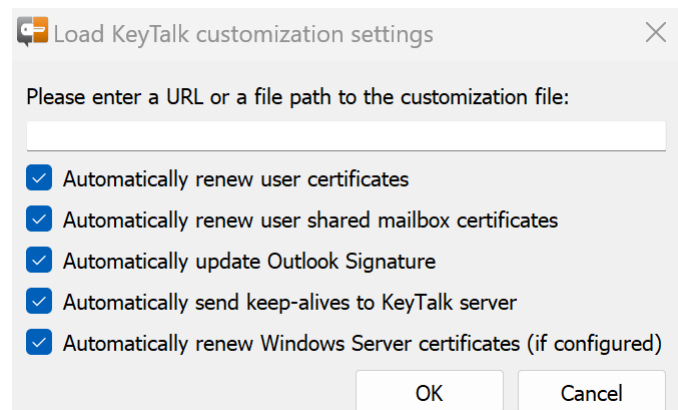 Load KeyTalk customization settings
Please enter a URL or a file path to the customization file:
Automatically renew user certificates
Automatically renew user shared mailbox certificates
Automatically update Outlook Signature
Automatically send keep-alives to KeyTalk server
Automatically renew Windows Server certificates (if configured)
OK Cancel